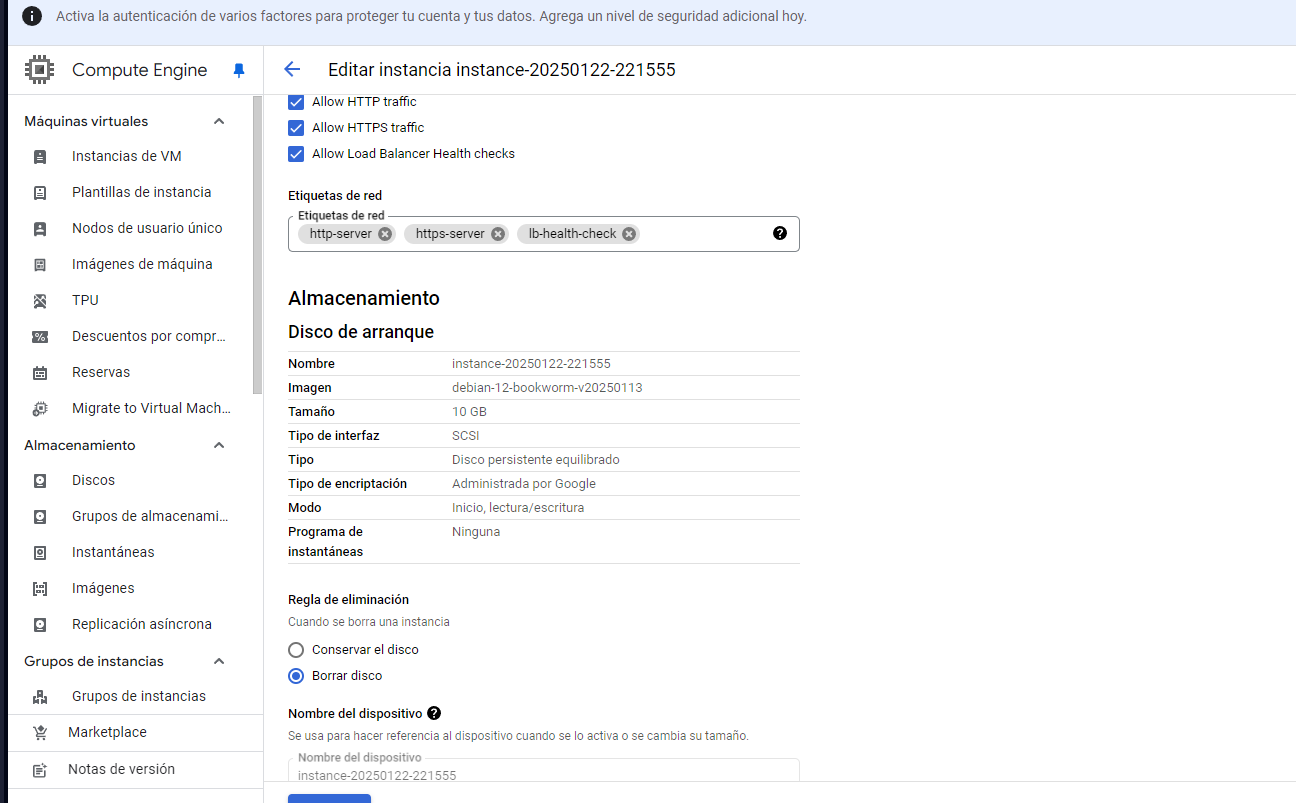 Activa la autenticación de varios factores para proteger tu cuenta y tus datos. Agrega un nivel de seguridad adicional hoy.
Compute Engine
Editar instancia instance-20250122-221555
Máquinas virtuales
Instancias de VM
Plantillas de instancia
Nodos de usuario único
Imágenes de máquina
TPU
Descuentos por compr...
Reservas
Migrate to Virtual Mach...
Almacenamiento
Discos
Grupos de almacenami...
Instantáneas
Imágenes
Replicación asíncrona
Grupos de instancias
Grupos de instancias
Marketplace
Notas de versión
Allow HTTP traffic
Allow HTTPS traffic
Allow Load Balancer Health checks
Etiquetas de red
Etiquetas de red
http-server https-server lb-health-check
Almacenamiento
Disco de arranque
Nombre instance-20250122-221555
Imagen debian-12-bookworm-v20250113
Tamaño 10 GB
Tipo de interfaz SCSI
Tipo Disco persistente equilibrado
Tipo de encriptación Administrada por Google
Modo Inicio, lectura/escritura
Programa de Ninguna
instantáneas
Regla de eliminación
Cuando se borra una instancia
Conservar el disco
Borrar disco
Nombre del dispositivo
Se usa para hacer referencia al dispositivo cuando se lo activa o se cambia su tamaño.
Nombre del dispositivo
instance-20250122-221555